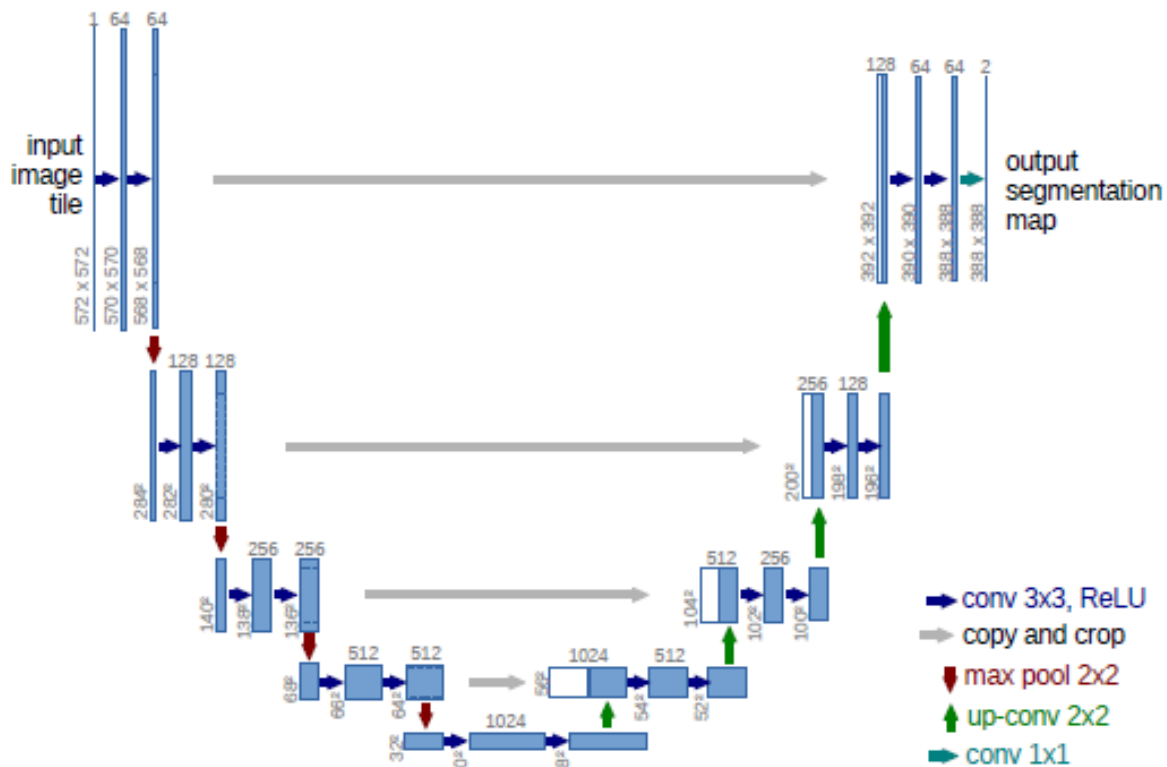 1 64 64
128 64 64 2
input
image
tile
output
segmentation
map
572 x 572
570 x 570
568 x 568
392 x 392
390 x 390
388 x 388
388 x 388
128 128
256 128
284²
282²
280²
200²
198²
196²
256 256
512 256
140²
138²
136²
104²
102²
100²
512 512
1024 512
68²
66²
64²
56²
54²
52²
1024
32²
0²
8²
conv 3x3, ReLU
copy and crop
max pool 2x2
up-conv 2x2
conv 1x1